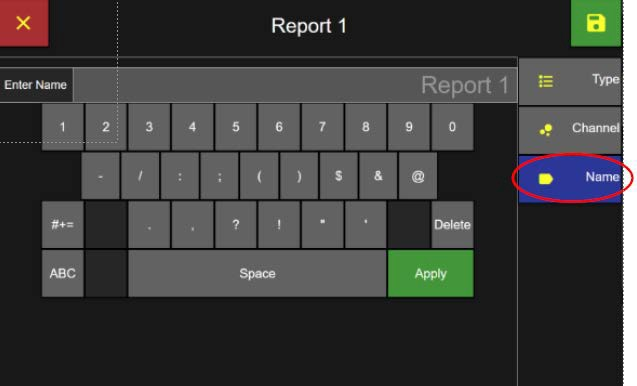 Report 1
Enter Name Report 1
Type
1 2 3 4 5 6 7 8 9 0
Channel
- / : ; ( ) $ & @
Name
#+= . , ? ! " ' Delete
ABC Space Apply